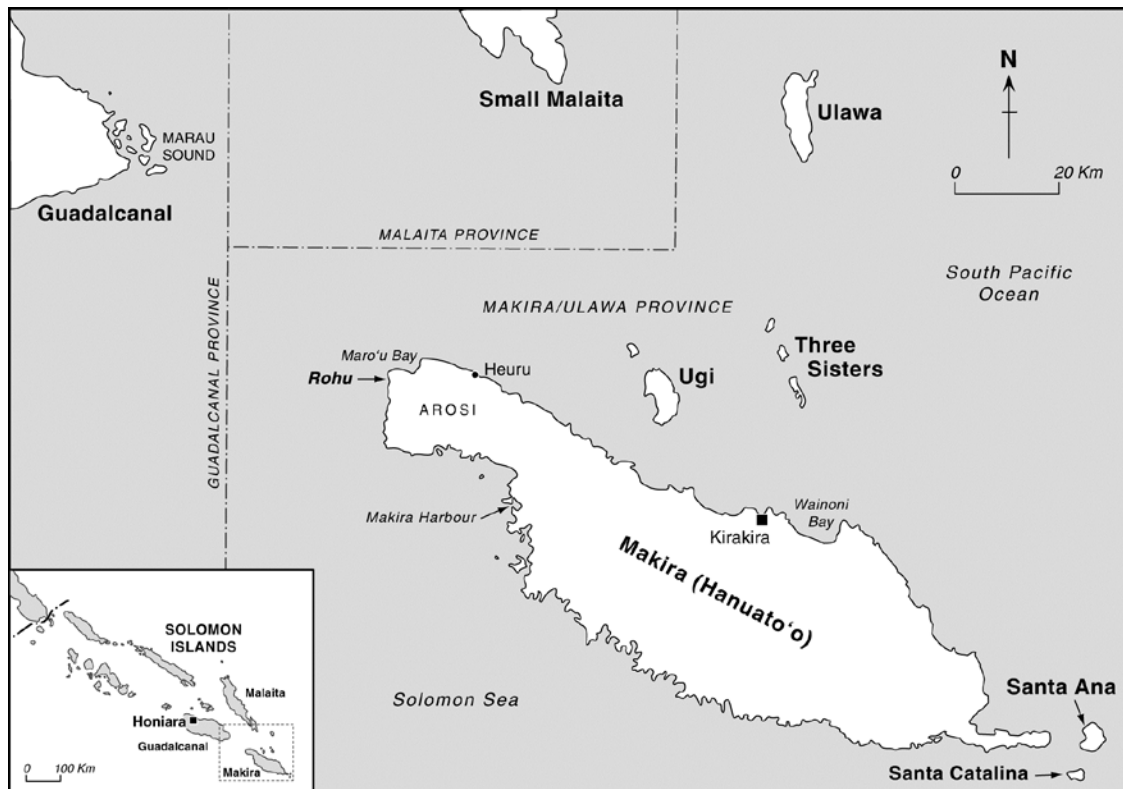 Small Malaita
Ulawa
N
0 20 Km
MARAU
SOUND
Guadalcanal
MALAITA PROVINCE
GUADALCANAL PROVINCE
South Pacific
Ocean
MAKIRA/ULAWA PROVINCE
Three
Sisters
Ugi
Maro‘u Bay
Heuru
Rohu
AROSI
Makira Harbour
Wainoni
Bay
Kirakira
Makira (Hanuato‘o)
Solomon Sea
Santa Ana
Santa Catalina
SOLOMON
ISLANDS
Malaita
Honiara
Guadalcanal
Makira
0 100 Km